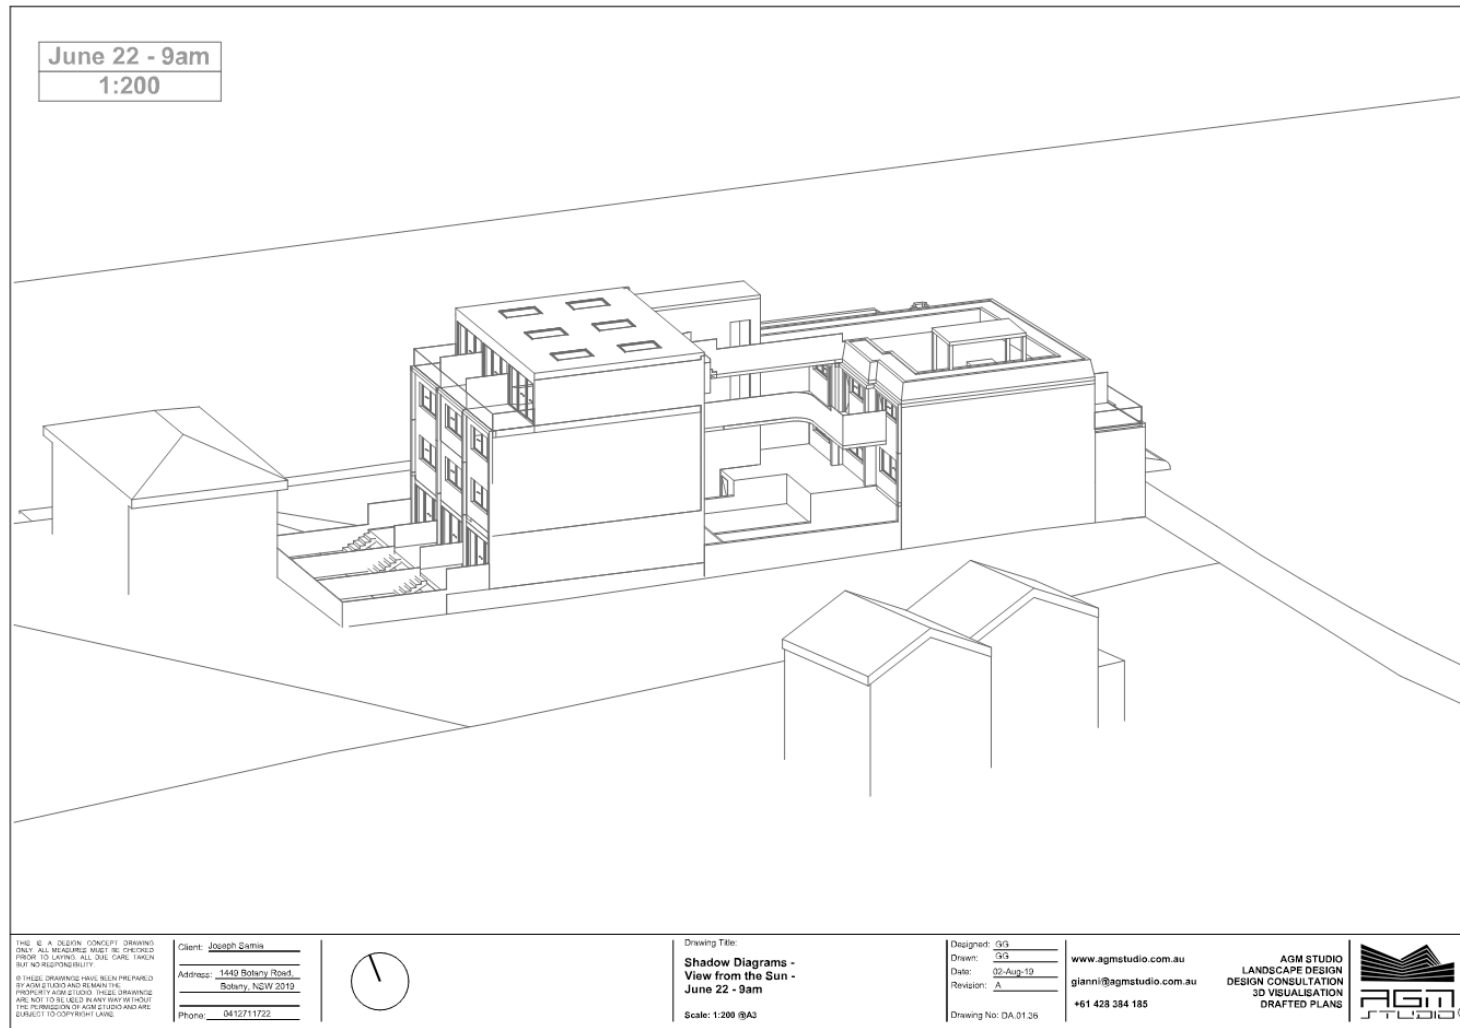 June 22 - 9am
1:200
THIS IS A DESIGN CONCEPT DRAWING
ONLY. ALL MEASURES MUST BE CHECKED
PRIOR TO LAYING. ALL DUE CARE TAKEN
BUT NO RESPONSIBILITY.
© THESE DRAWINGS HAVE BEEN PREPARED
BY AGM STUDIO AND REMAIN THE
PROPERTY AGM STUDIO. THESE DRAWINGS
ARE NOT TO BE USED IN ANY WAY WITHOUT
THE PERMISSION OF AGM STUDIO AND ARE
SUBJECT TO COPYRIGHT LAWS.
Client: Joseph Samia
Address: 1449 Botany Road,
Botany, NSW 2019
Phone: 0412711722
Drawing Title:
Shadow Diagrams -
View from the Sun -
June 22 - 9am
Scale: 1:200 @A3
Designed: GG
Drawn: GG
Date: 02-Aug-19
Revision: A
Drawing No: DA.01.36
www.agmstudio.com.au
gianni@agmstudio.com.au
+61 428 384 185
AGM STUDIO
LANDSCAPE DESIGN
DESIGN CONSULTATION
3D VISUALISATION
DRAFTED PLANS
AGM
STUDIO